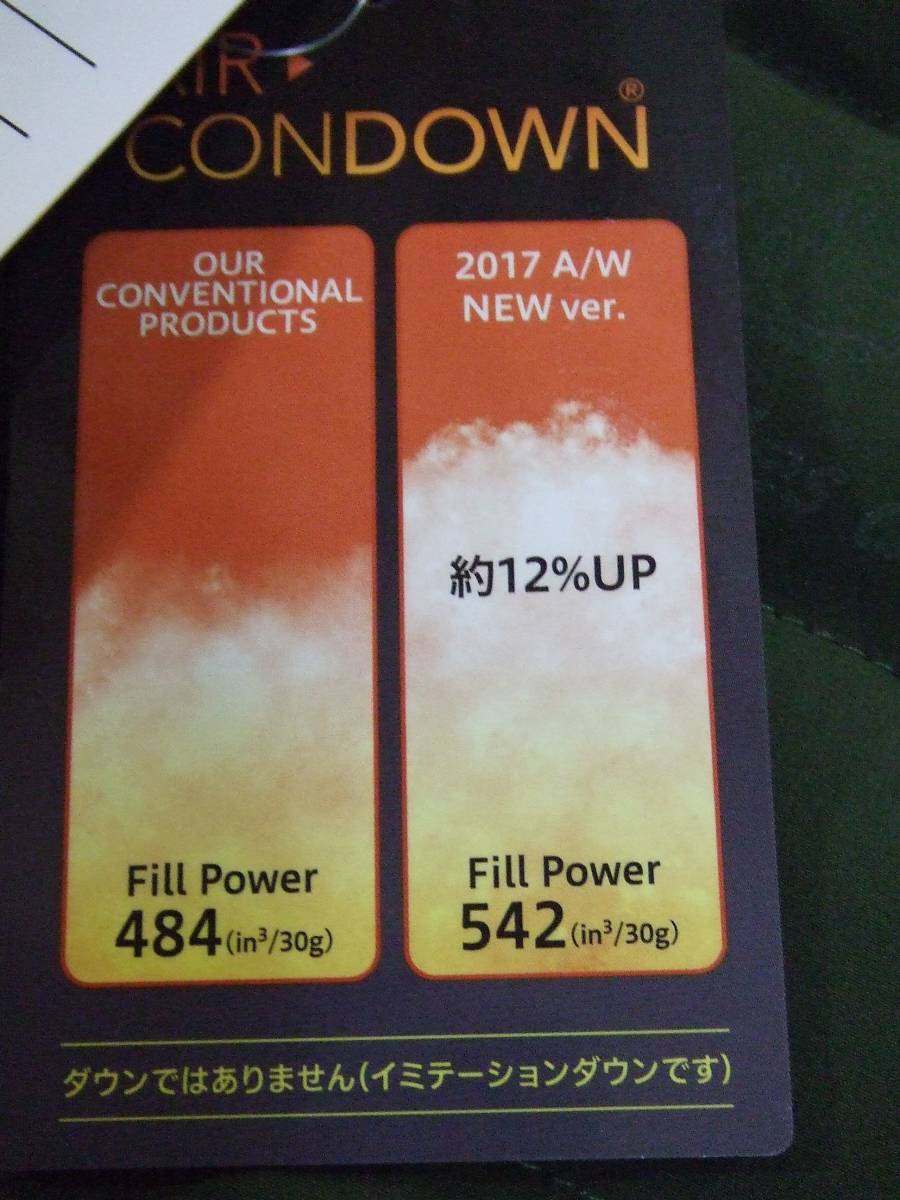 AIR
CONDOWN®
OUR
CONVENTIONAL
PRODUCTS
Fill Power
484(in³/30g)
2017 A/W
NEW ver.
約12%UP
Fill Power
542(in³/30g)
ダウンではありません(イミテーションダウンです)